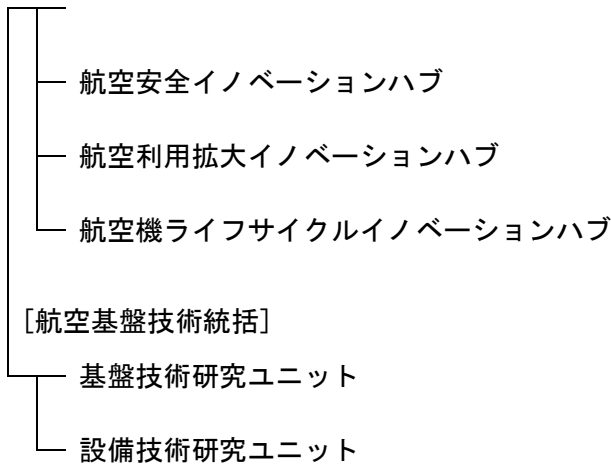 航空安全イノベーションハブ
航空利用拡大イノベーションハブ
航空機ライフサイクルイノベーションハブ
[航空基盤技術統括]
基盤技術研究ユニット
設備技術研究ユニット